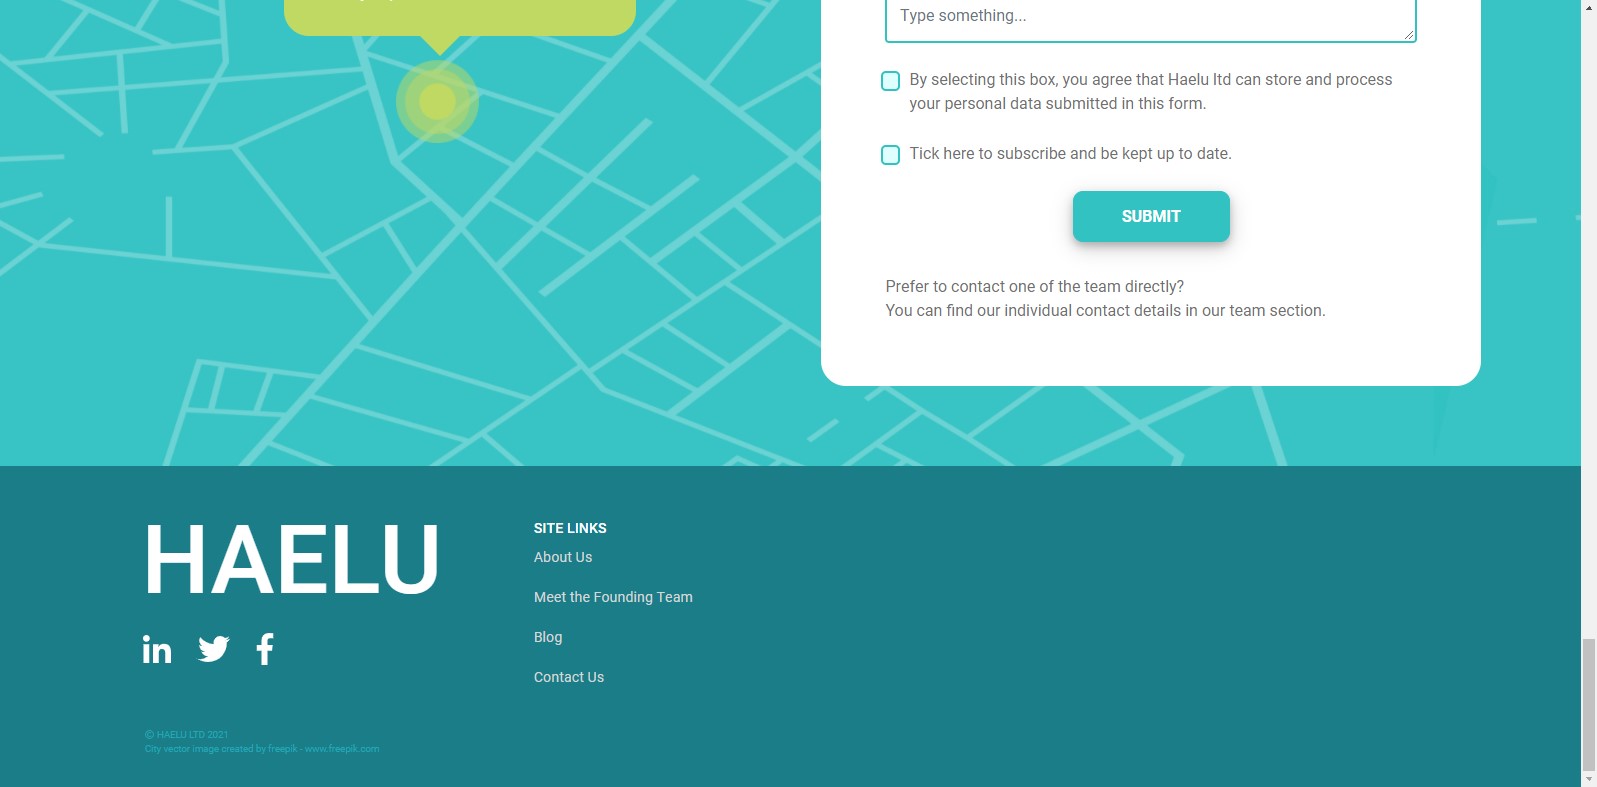 Type something...
By selecting this box, you agree that Haelu ltd can store and process
your personal data submitted in this form.
Tick here to subscribe and be kept up to date.
SUBMIT
Prefer to contact one of the team directly?
You can find our individual contact details in our team section.
HAELU
SITE LINKS
About Us
Meet the Founding Team
Blog
Contact Us
© HAELU LTD 2021
City vector image created by freepik - www.freepik.com